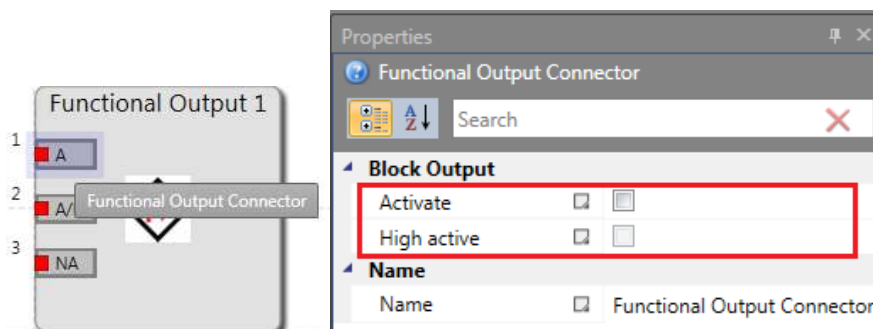 Functional Output 1
1
A
2
A/
Functional Output Connector
3
NA
Properties
Functional Output Connector
A
Z
Search
Block Output
Activate
High active
Name
Name
Functional Output Connector